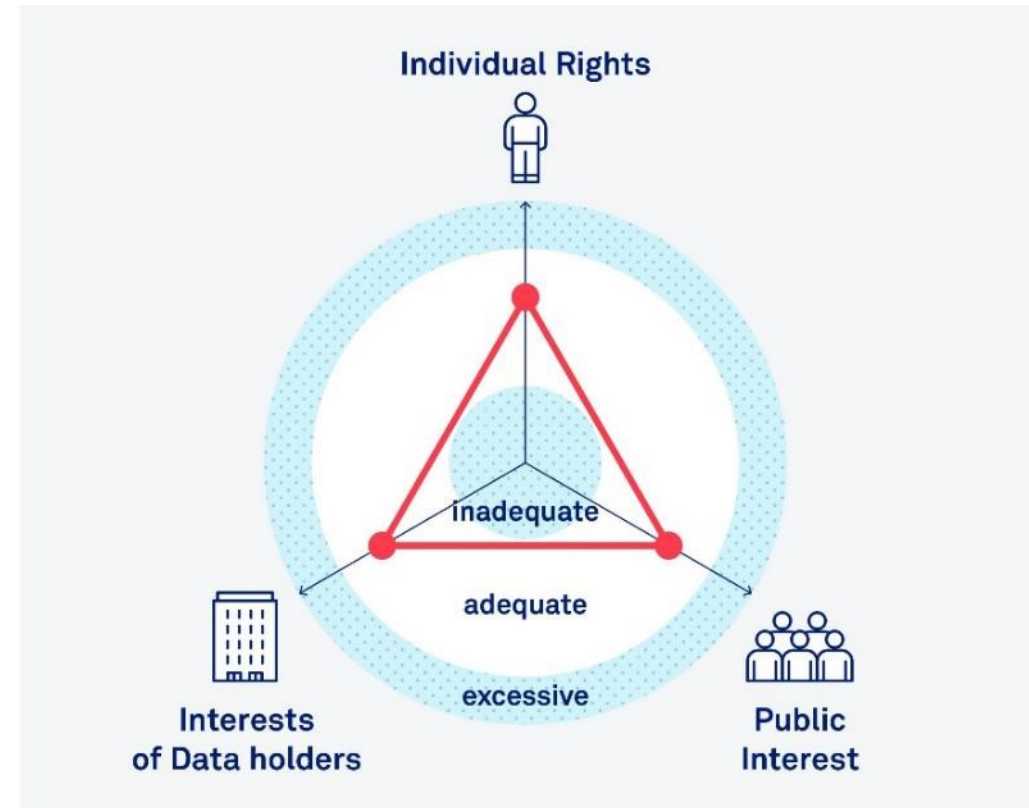 Individual Rights
inadequate
adequate
excessive
Interests
of Data holders
Public
Interest